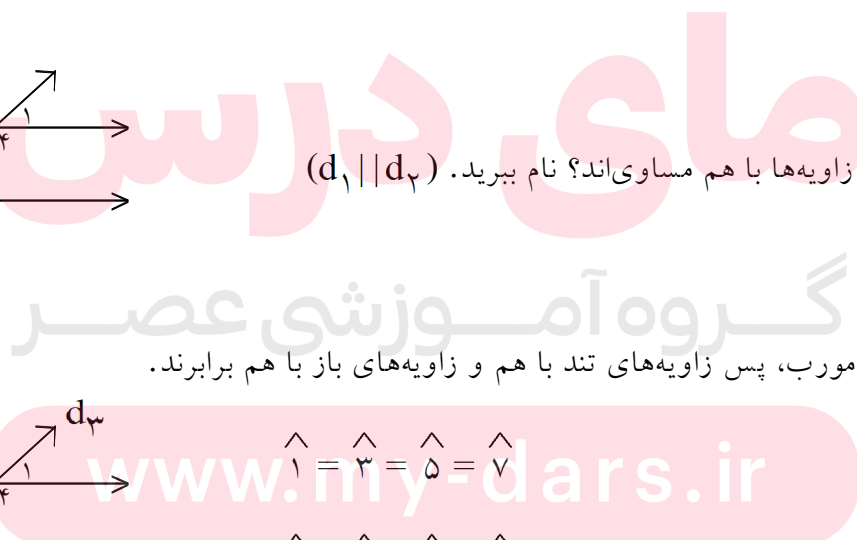 مای درس
۱
۴
زاویه‌ها با هم مساوی‌اند؟ نام ببرید. (d۱||d۲)
گروه آموزشی عصر
مورب، پس زاویه‌های تند با هم و زاویه‌های باز با هم برابرند.
d۳
۱
۴
۱̂ = ۳̂ = ۵̂ = ۷̂
www.my-dars.ir